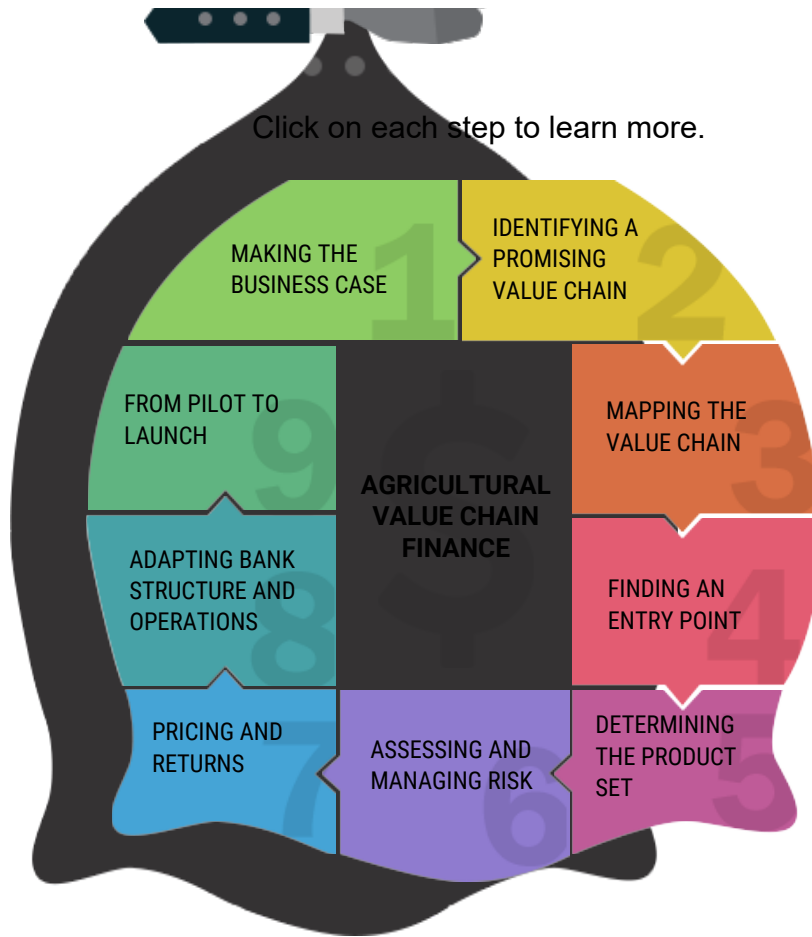 Click on each step to learn more.
MAKING THE
BUSINESS CASE
1
IDENTIFYING A
PROMISING
VALUE CHAIN
2
MAPPING THE
VALUE CHAIN
3
FINDING AN
ENTRY POINT
4
DETERMINING
THE PRODUCT
SET
5
ASSESSING AND
MANAGING RISK
6
PRICING AND
RETURNS
7
ADAPTING BANK
STRUCTURE AND
OPERATIONS
8
FROM PILOT TO
LAUNCH
9
$
AGRICULTURAL
VALUE CHAIN
FINANCE